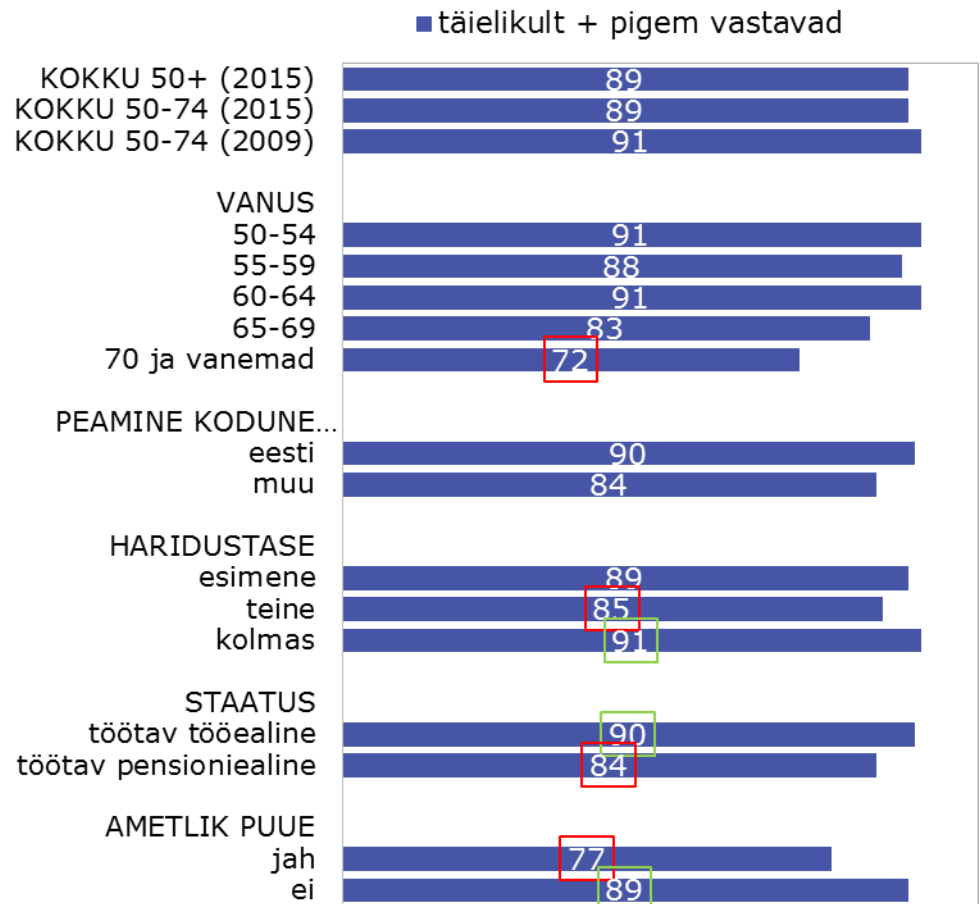 täielikult + pigem vastavad
KOKKU 50+ (2015) 89
KOKKU 50-74 (2015) 89
KOKKU 50-74 (2009) 91
VANUS
50-54 91
55-59 88
60-64 91
65-69 83
70 ja vanemad 72
PEAMINE KODUNE...
eesti 90
muu 84
HARIDUSTASE
esimene 89
teine 85
kolmas 91
STAATUS
töötav tööealine 90
töötav pensioniealine 84
AMETLIK PUUE
jah 77
ei 89